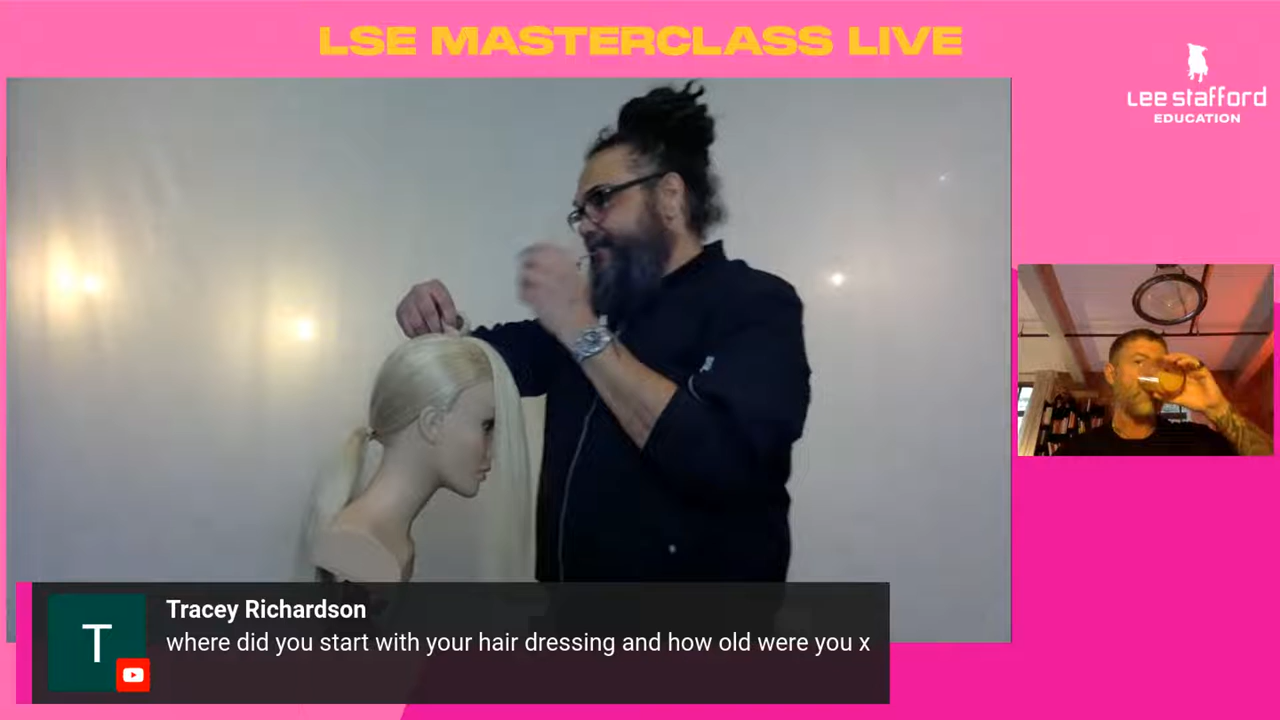 LSE MASTERCLASS LIVE
Lee Stafford
EDUCATION
Tracey Richardson
where did you start with your hair dressing and how old were you x
T